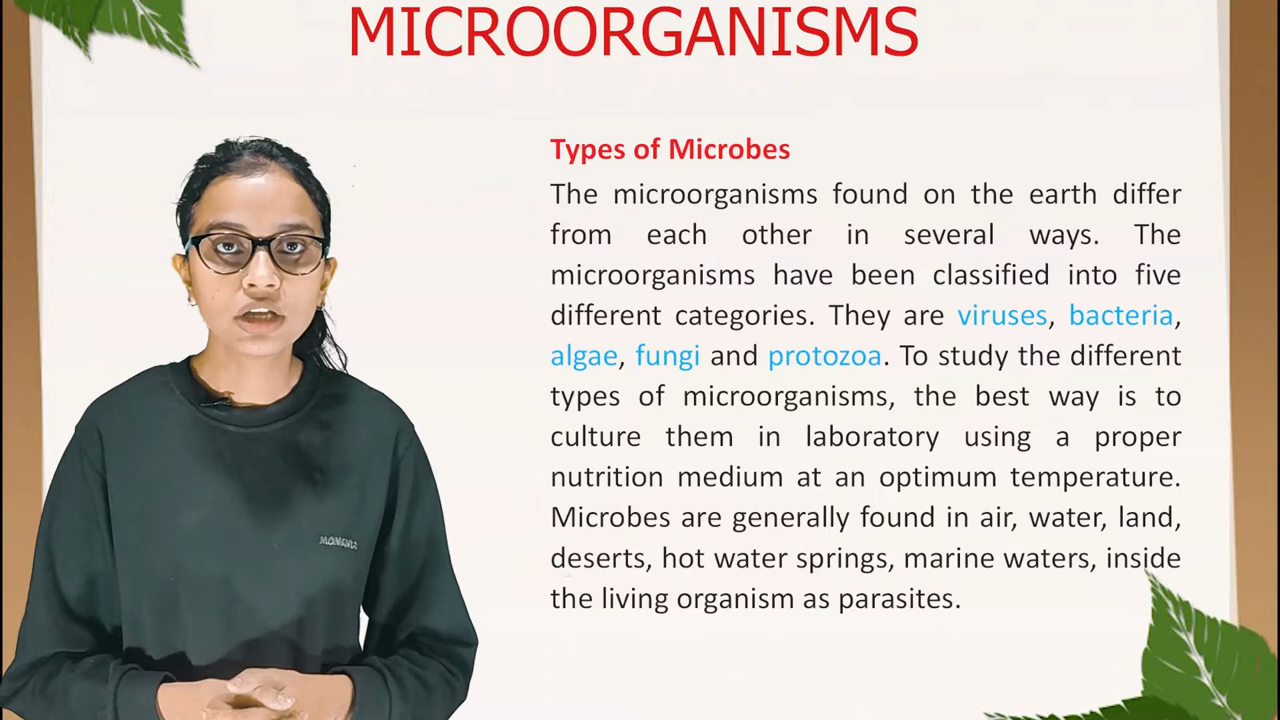 MICROORGANISMS
Types of Microbes
The microorganisms found on the earth differ
from each other in several ways. The
microorganisms have been classified into five
different categories. They are viruses, bacteria,
algae, fungi and protozoa. To study the different
types of microorganisms, the best way is to
culture them in laboratory using a proper
nutrition medium at an optimum temperature.
Microbes are generally found in air, water, land,
deserts, hot water springs, marine waters, inside
the living organism as parasites.